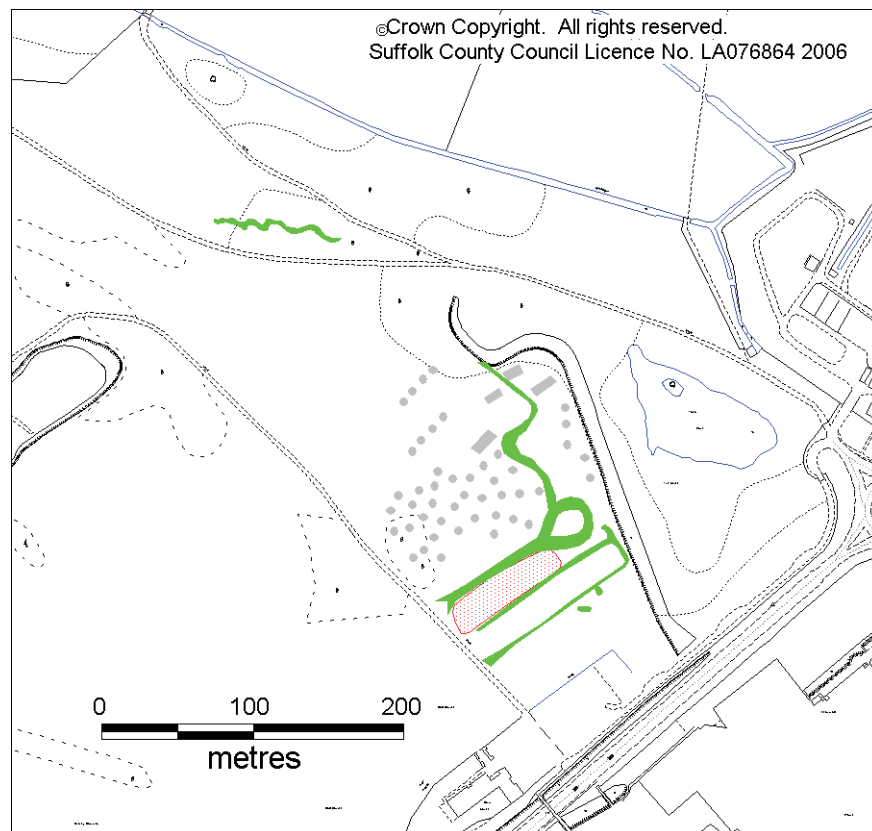 ©Crown Copyright. All rights reserved.
Suffolk County Council Licence No. LA076864 2006
0 100 200
metres